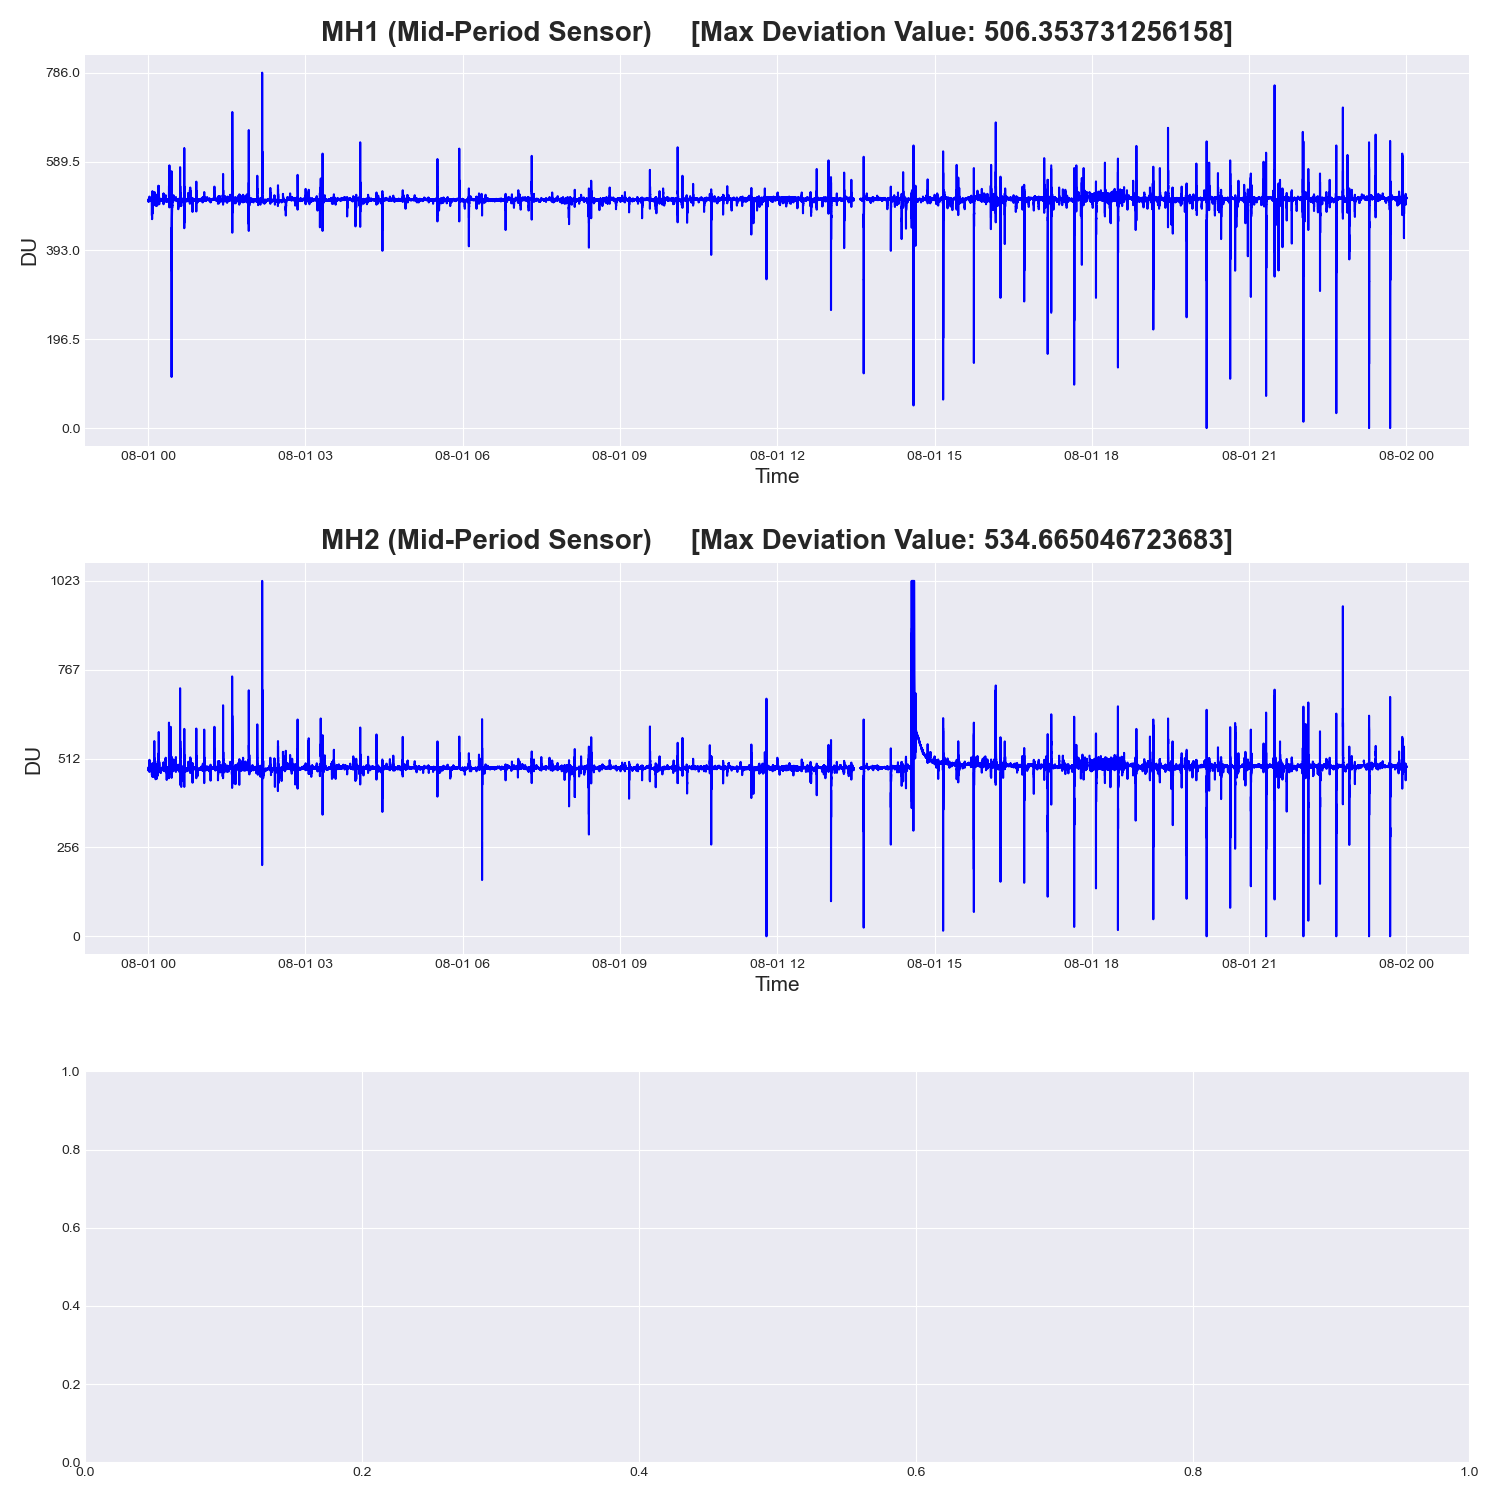 MH1 (Mid-Period Sensor) [Max Deviation Value: 506.353731256158]
786.0
589.5
393.0
196.5
0.0
DU
08-01 00 08-01 03 08-01 06 08-01 09 08-01 12 08-01 15 08-01 18 08-01 21 08-02 00
Time
MH2 (Mid-Period Sensor) [Max Deviation Value: 534.665046723683]
1023
767
512
256
0
DU
08-01 00 08-01 03 08-01 06 08-01 09 08-01 12 08-01 15 08-01 18 08-01 21 08-02 00
Time
1.0
0.8
0.6
0.4
0.2
0.0
0.0 0.2 0.4 0.6 0.8 1.0